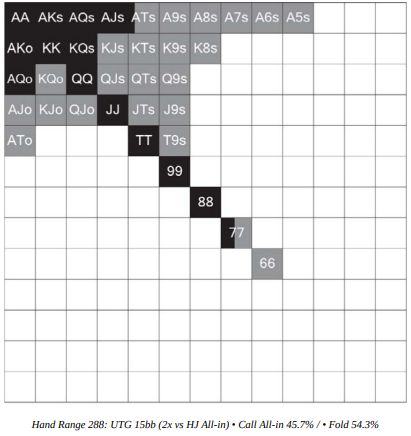 AA AKs AQs AJs ATs A9s A8s A7s A6s A5s
AKo KK KQs KJs KTs K9s K8s
AQo KQo QQ QJs QTs Q9s
AJo KJo QJo JJ JTs J9s
ATo TT T9s
99
88
77
66
Hand Range 288: UTG 15bb (2x vs HJ All-in) • Call All-in 45.7% / • Fold 54.3%